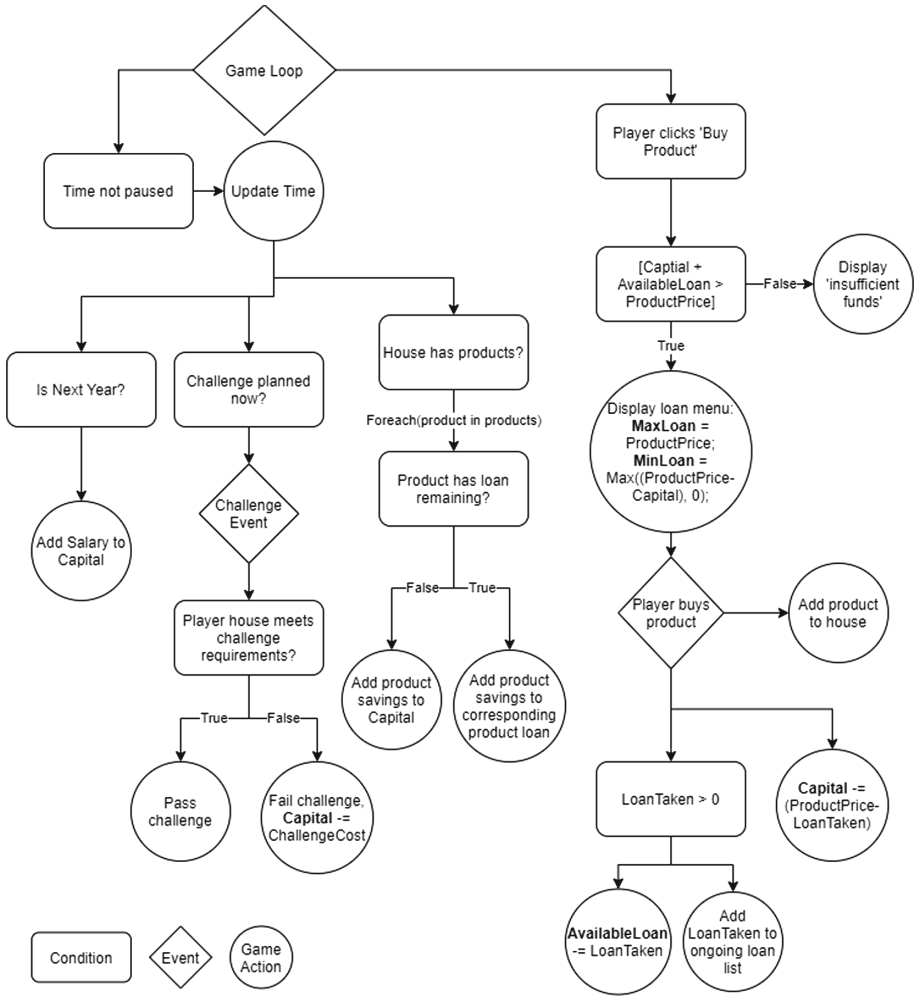 Game Loop
Player clicks 'Buy
Product'
Time not paused
Update Time
[Captial +
AvailableLoan >
ProductPrice]
False
Display
'insufficient
funds'
True
Is Next Year?
Challenge planned
now?
House has products?
Foreach(product in products)
Display loan menu:
MaxLoan =
ProductPrice;
MinLoan =
Max((ProductPrice-
Capital), 0);
Product has loan
remaining?
Challenge
Event
Add Salary to
Capital
False
True
Player buys
product
Add product
to house
Player house meets
challenge
requirements?
Add product
savings to
Capital
Add product
savings to
corresponding
product loan
True
False
Pass
challenge
Fail challenge,
Capital -=
ChallengeCost
LoanTaken > 0
Capital -=
(ProductPrice-
LoanTaken)
AvailableLoan
-= LoanTaken
Add
LoanTaken to
ongoing loan
list
Condition
Event
Game
Action